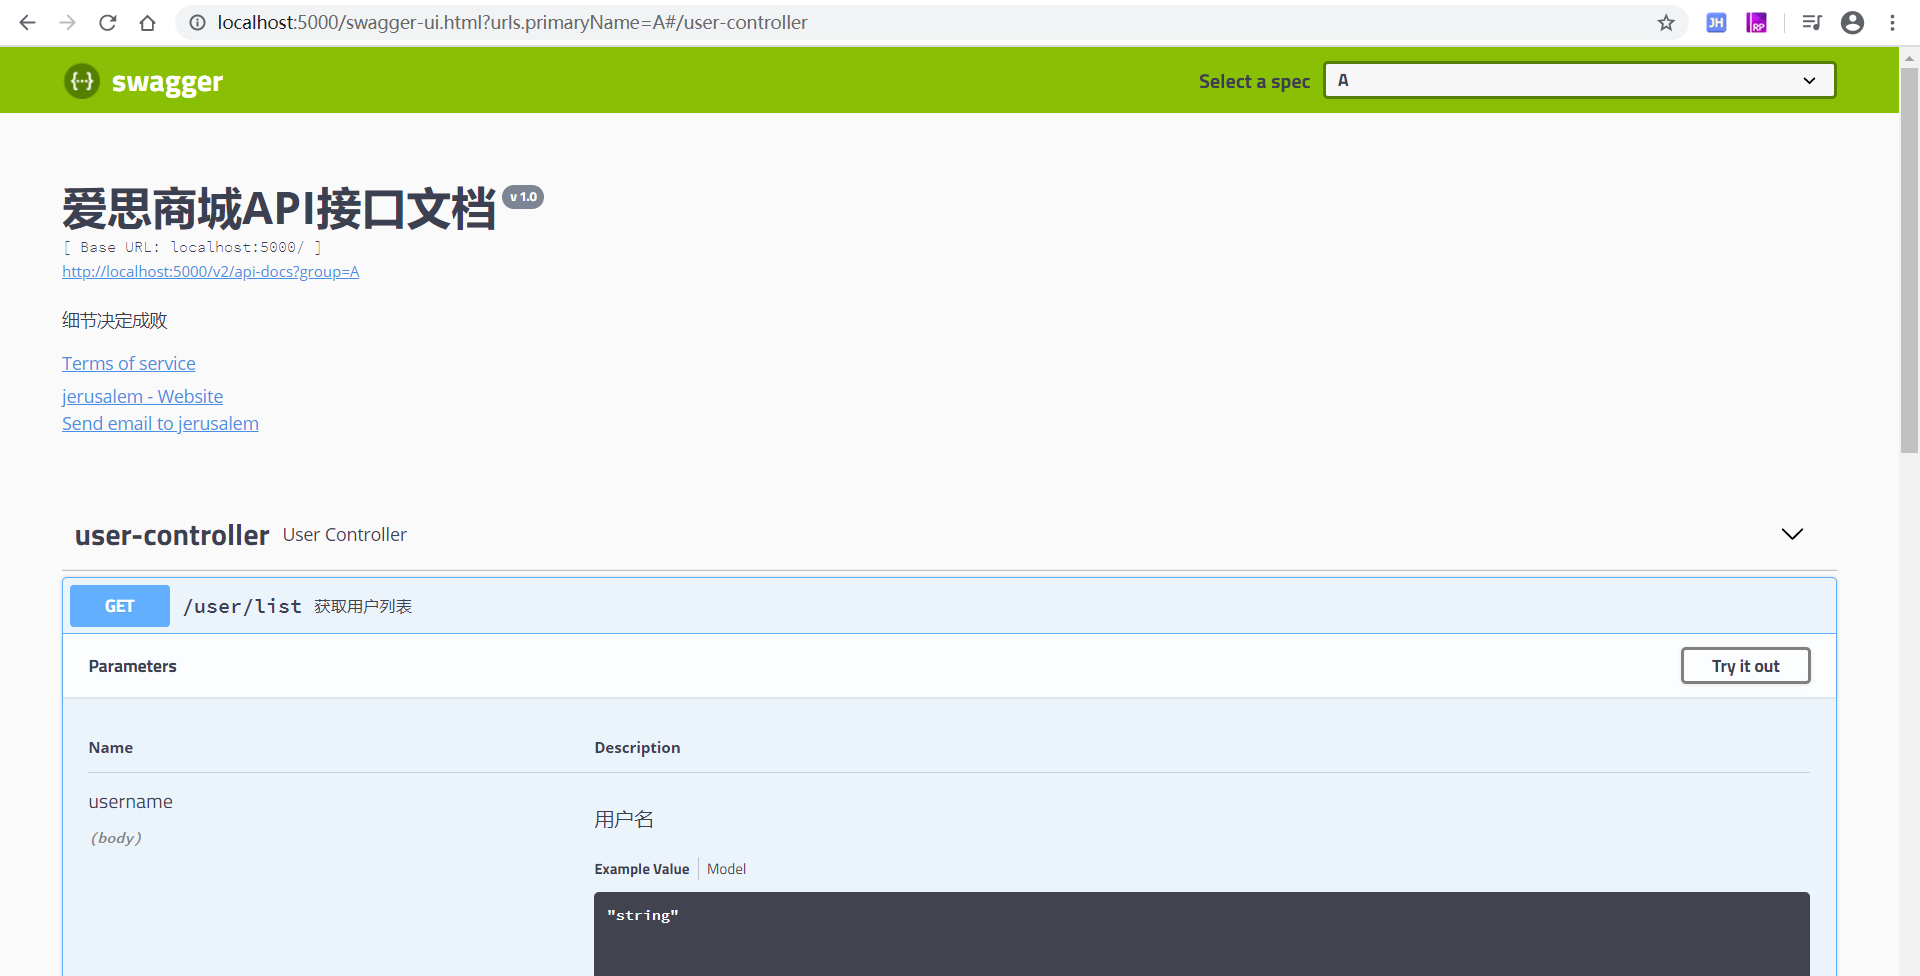 localhost:5000/swagger-ui.html?urls.primaryName=A#/user-controller
JH
RP
{···} swagger
Select a spec
A
爱思商城API接口文档 v 1.0
[ Base URL: localhost:5000/ ]
http://localhost:5000/v2/api-docs?group=A
细节决定成败
Terms of service
jerusalem - Website
Send email to jerusalem
user-controller User Controller
GET /user/list 获取用户列表
Parameters
Try it out
Name Description
username
(body)
用户名
Example Value Model
"string"